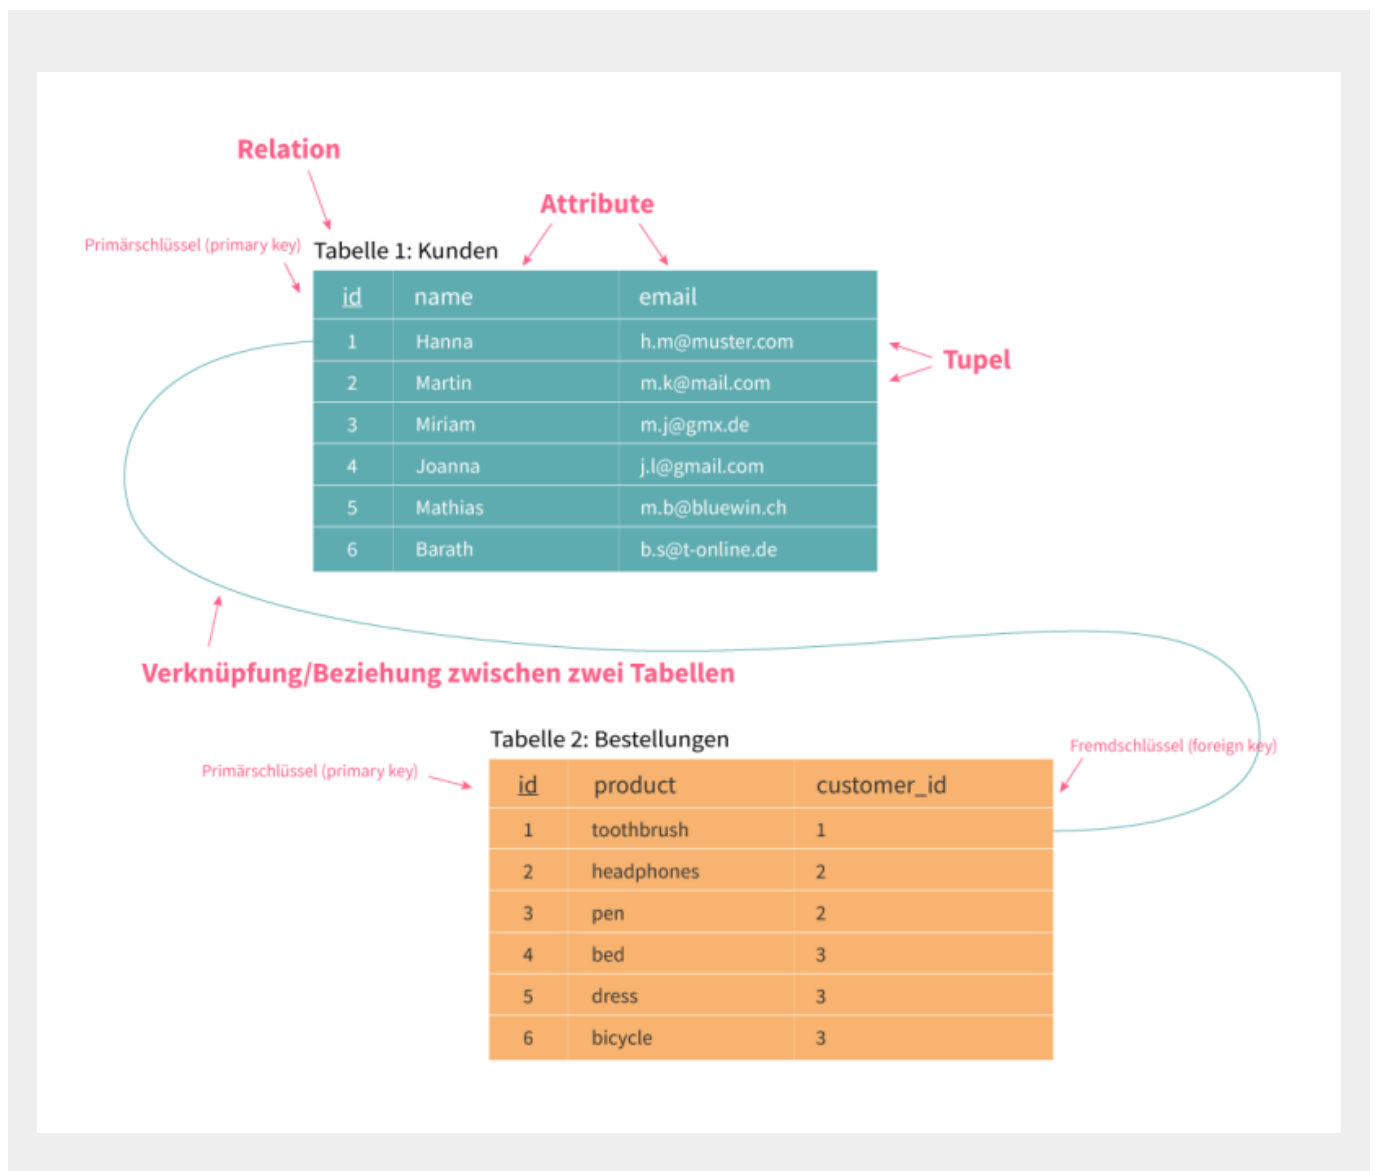 Relation
Attribute
Primärschlüssel (primary key)
Tabelle 1: Kunden
id name email
1 Hanna h.m@muster.com
2 Martin m.k@mail.com
Tupel
3 Miriam m.j@gmx.de
4 Joanna j.l@gmail.com
5 Mathias m.b@bluewin.ch
6 Barath b.s@t-online.de
Verknüpfung/Beziehung zwischen zwei Tabellen
Tabelle 2: Bestellungen
Fremdschlüssel (foreign key)
Primärschlüssel (primary key)
id product customer_id
1 toothbrush 1
2 headphones 2
3 pen 2
4 bed 3
5 dress 3
6 bicycle 3